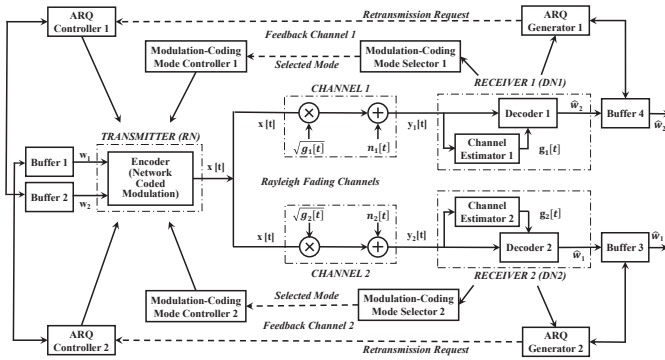 ARQ
Controller 1
Retransmission Request
ARQ
Generator 1
Feedback Channel 1
Modulation-Coding
Mode Controller 1
Selected Mode
Modulation-Coding
Mode Selector 1
RECEIVER 1 (DN1)
CHANNEL 1
x [t]
√g₁[t]
n₁[t]
y₁[t]
Decoder 1
ŵ₂
Buffer 4
ŵ₂
Channel
Estimator 1
g₁[t]
TRANSMITTER (RN)
Buffer 1
w₁
Buffer 2
w₂
Encoder
(Network
Coded
Modulation)
x [t]
Rayleigh Fading Channels
√g₂[t]
n₂[t]
x [t]
y₂[t]
Channel
Estimator 2
g₂[t]
Decoder 2
ŵ₁
Buffer 3
ŵ₁
CHANNEL 2
RECEIVER 2 (DN2)
Modulation-Coding
Mode Controller 2
Selected Mode
Modulation-Coding
Mode Selector 2
Feedback Channel 2
ARQ
Controller 2
Retransmission Request
ARQ
Generator 2